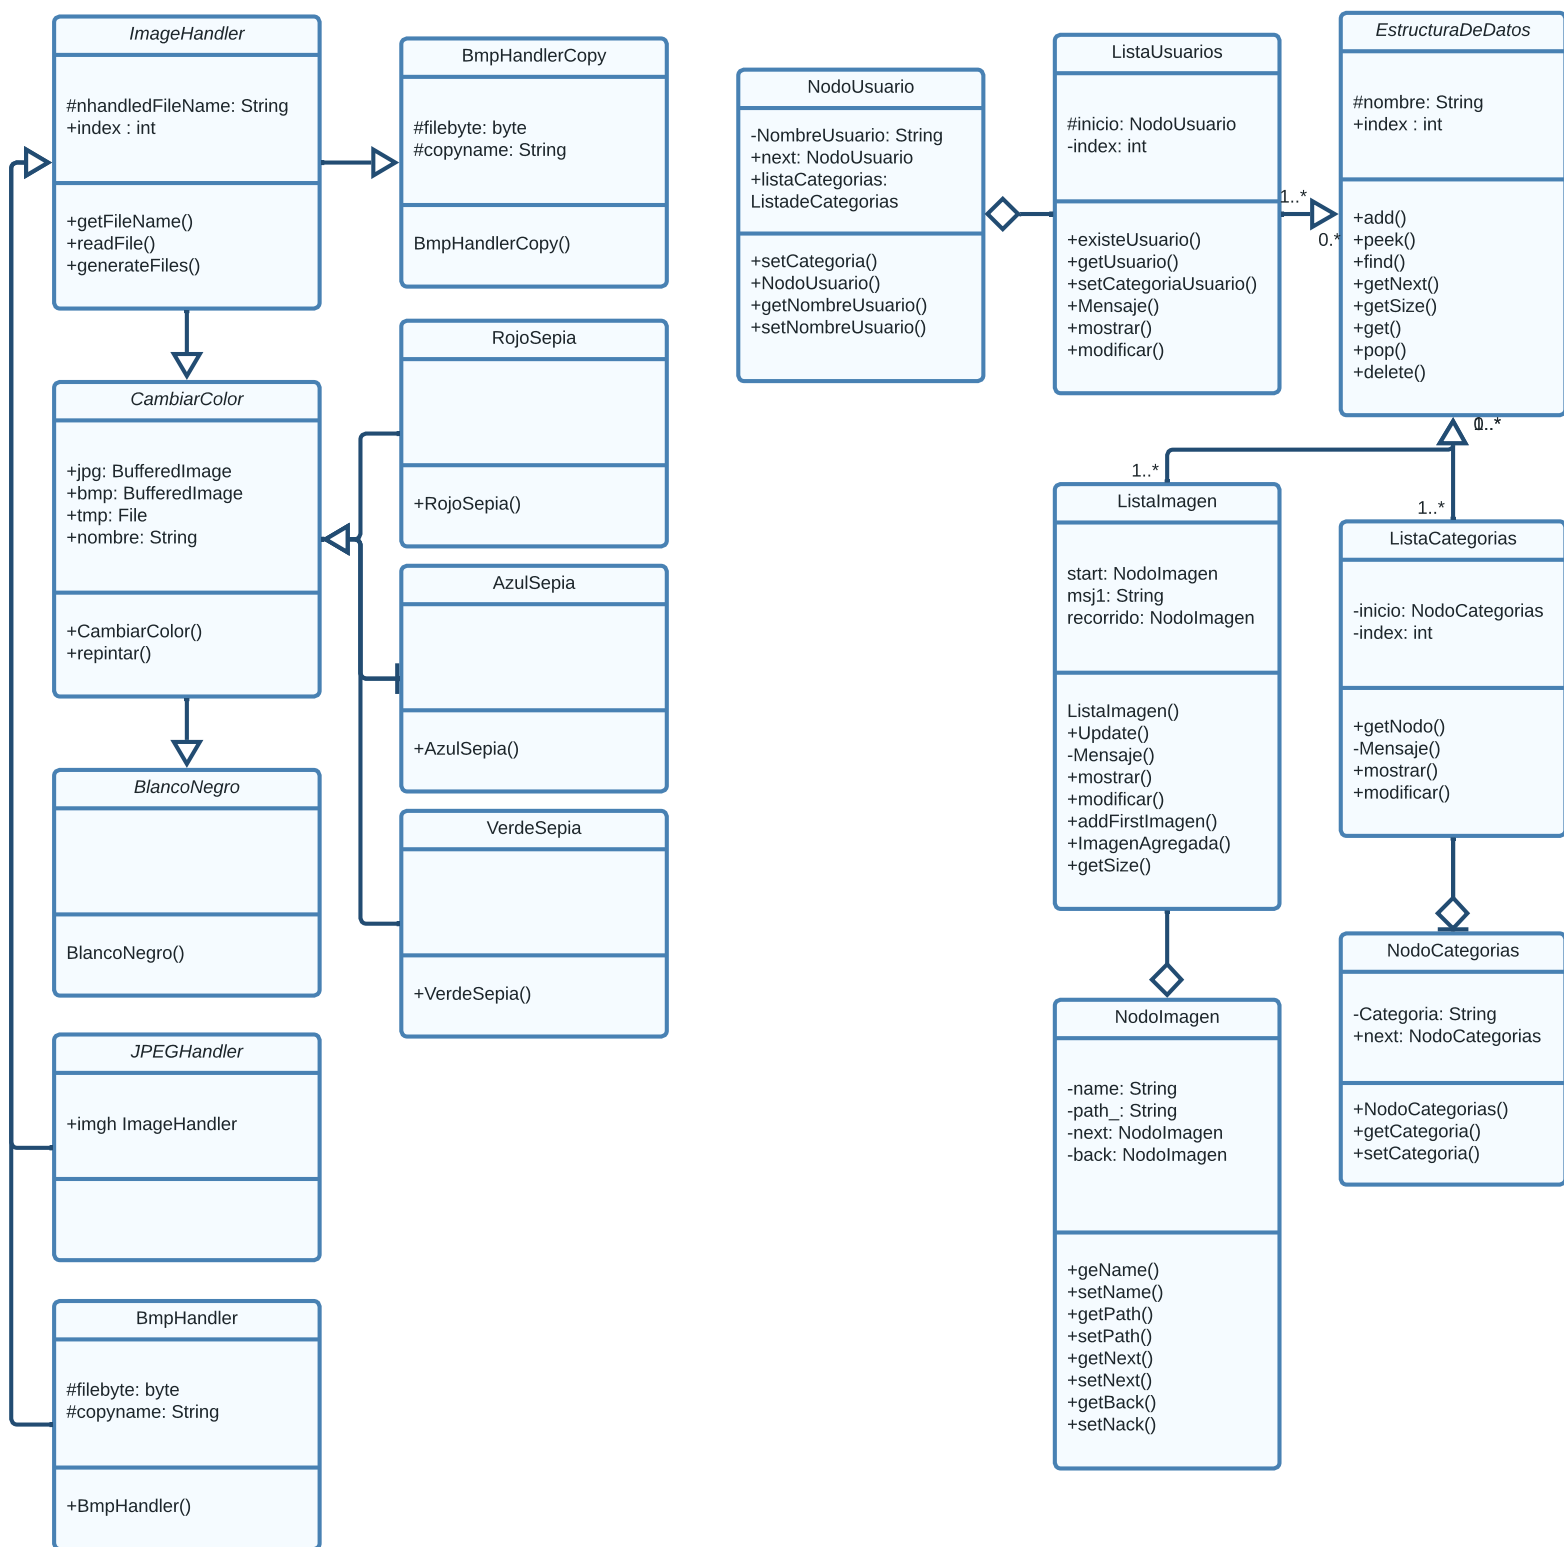 ImageHandler
#nhandledFileName: String
+index : int
+getFileName()
+readFile()
+generateFiles()
BmpHandlerCopy
#filebyte: byte
#copyname: String
BmpHandlerCopy()
RojoSepia
+RojoSepia()
CambiarColor
+jpg: BufferedImage
+bmp: BufferedImage
+tmp: File
+nombre: String
+CambiarColor()
+repintar()
AzulSepia
+AzulSepia()
BlancoNegro
BlancoNegro()
VerdeSepia
+VerdeSepia()
JPEGHandler
+imgh ImageHandler
BmpHandler
#filebyte: byte
#copyname: String
+BmpHandler()
NodoUsuario
-NombreUsuario: String
+next: NodoUsuario
+listaCategorias:
ListadeCategorias
+setCategoria()
+NodoUsuario()
+getNombreUsuario()
+setNombreUsuario()
ListaUsuarios
#inicio: NodoUsuario
-index: int
+existeUsuario()
+getUsuario()
+setCategoriaUsuario()
+Mensaje()
+mostrar()
+modificar()
1..*
0.*
EstructuraDeDatos
#nombre: String
+index : int
+add()
+peek()
+find()
+getNext()
+getSize()
+get()
+pop()
+delete()
1..*
1..*
ListaImagen
start: NodoImagen
msj1: String
recorrido: NodoImagen
ListaImagen()
+Update()
-Mensaje()
+mostrar()
+modificar()
+addFirstImagen()
+ImagenAgregada()
+getSize()
ListaCategorias
-inicio: NodoCategorias
-index: int
+getNodo()
-Mensaje()
+mostrar()
+modificar()
NodoImagen
-name: String
-path_: String
-next: NodoImagen
-back: NodoImagen
+geName()
+setName()
+getPath()
+setPath()
+getNext()
+setNext()
+getBack()
+setNack()
NodoCategorias
-Categoria: String
+next: NodoCategorias
+NodoCategorias()
+getCategoria()
+setCategoria()